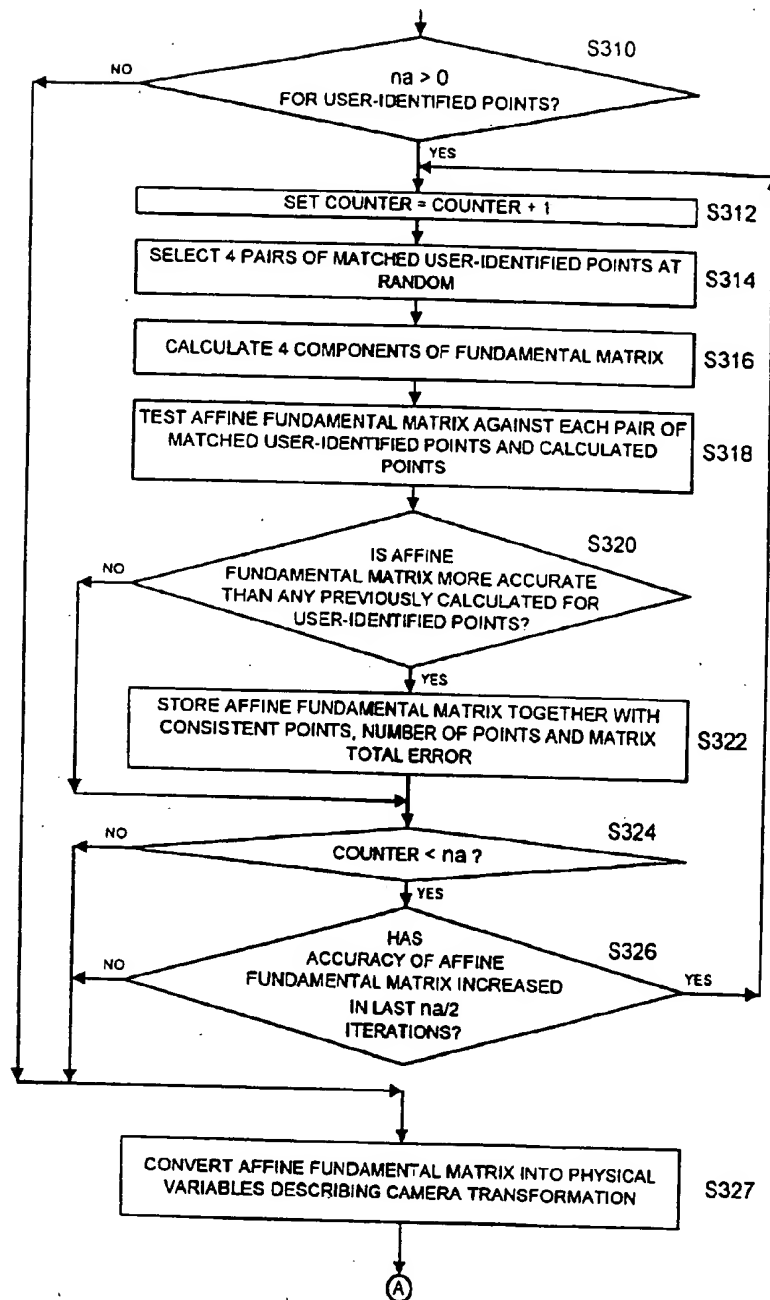 S310
NO
na > 0
FOR USER-IDENTIFIED POINTS?
YES
SET COUNTER = COUNTER + 1
S312
SELECT 4 PAIRS OF MATCHED USER-IDENTIFIED POINTS AT
RANDOM
S314
CALCULATE 4 COMPONENTS OF FUNDAMENTAL MATRIX
S316
TEST AFFINE FUNDAMENTAL MATRIX AGAINST EACH PAIR OF
MATCHED USER-IDENTIFIED POINTS AND CALCULATED
POINTS
S318
S320
NO
IS AFFINE
FUNDAMENTAL MATRIX MORE ACCURATE
THAN ANY PREVIOUSLY CALCULATED FOR
USER-IDENTIFIED POINTS?
YES
STORE AFFINE FUNDAMENTAL MATRIX TOGETHER WITH
CONSISTENT POINTS, NUMBER OF POINTS AND MATRIX
TOTAL ERROR
S322
S324
NO
COUNTER < na ?
YES
S326
HAS
ACCURACY OF AFFINE
FUNDAMENTAL MATRIX INCREASED
IN LAST na/2
ITERATIONS?
NO
YES
CONVERT AFFINE FUNDAMENTAL MATRIX INTO PHYSICAL
VARIABLES DESCRIBING CAMERA TRANSFORMATION
S327
A